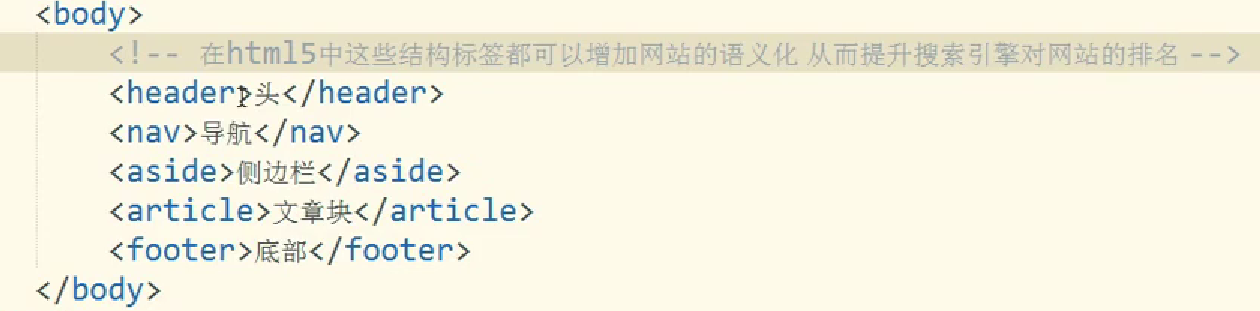 <body>
<!-- 在html5中这些结构标签都可以增加网站的语义化 从而提升搜索引擎对网站的排名 -->
<header>头</header>
<nav>导航</nav>
<aside>侧边栏</aside>
<article>文章块</article>
<footer>底部</footer>
</body>